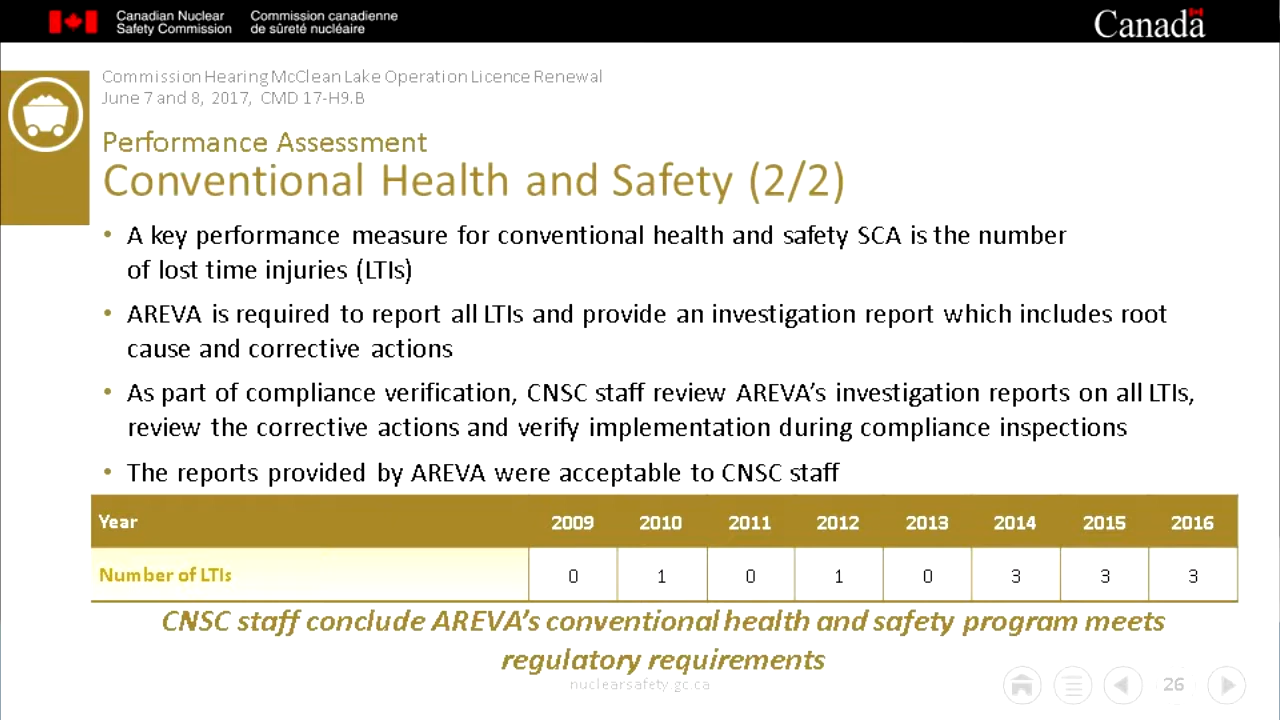 Canadian Nuclear Safety Commission
Commission canadienne de sûreté nucléaire
Canada
Commission Hearing McClean Lake Operation Licence Renewal
June 7 and 8, 2017, CMD 17-H9.B
Performance Assessment
Conventional Health and Safety (2/2)
• A key performance measure for conventional health and safety SCA is the number
of lost time injuries (LTIs)
• AREVA is required to report all LTIs and provide an investigation report which includes root
cause and corrective actions
• As part of compliance verification, CNSC staff review AREVA's investigation reports on all LTIs,
review the corrective actions and verify implementation during compliance inspections
• The reports provided by AREVA were acceptable to CNSC staff
Year 2009 2010 2011 2012 2013 2014 2015 2016
Number of LTIs 0 1 0 1 0 3 3 3
CNSC staff conclude AREVA's conventional health and safety program meets
regulatory requirements
nuclearsafety.gc.ca
26